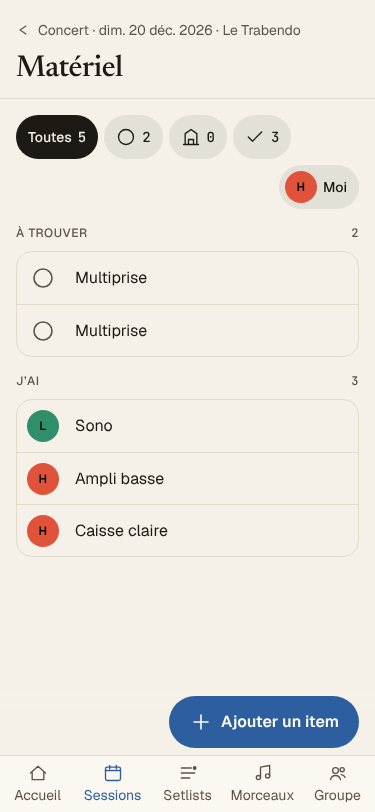 Concert · dim. 20 déc. 2026 · Le Trabendo
Matériel
Toutes 5
2
0
3
H Moi
À TROUVER 2
Multiprise
Multiprise
J'AI 3
L Sono
H Ampli basse
H Caisse claire
Ajouter un item
Accueil Sessions Setlists Morceaux Groupe